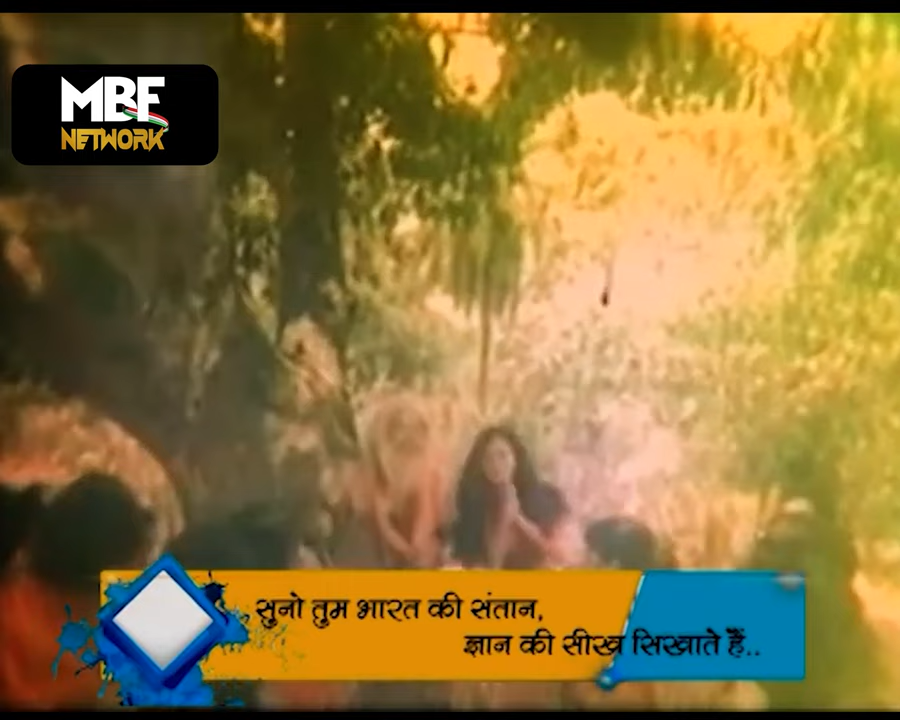 MBF
NETWORK
सुनो तुम भारत की संतान,
ज्ञान की सीख सिखाते हैं..